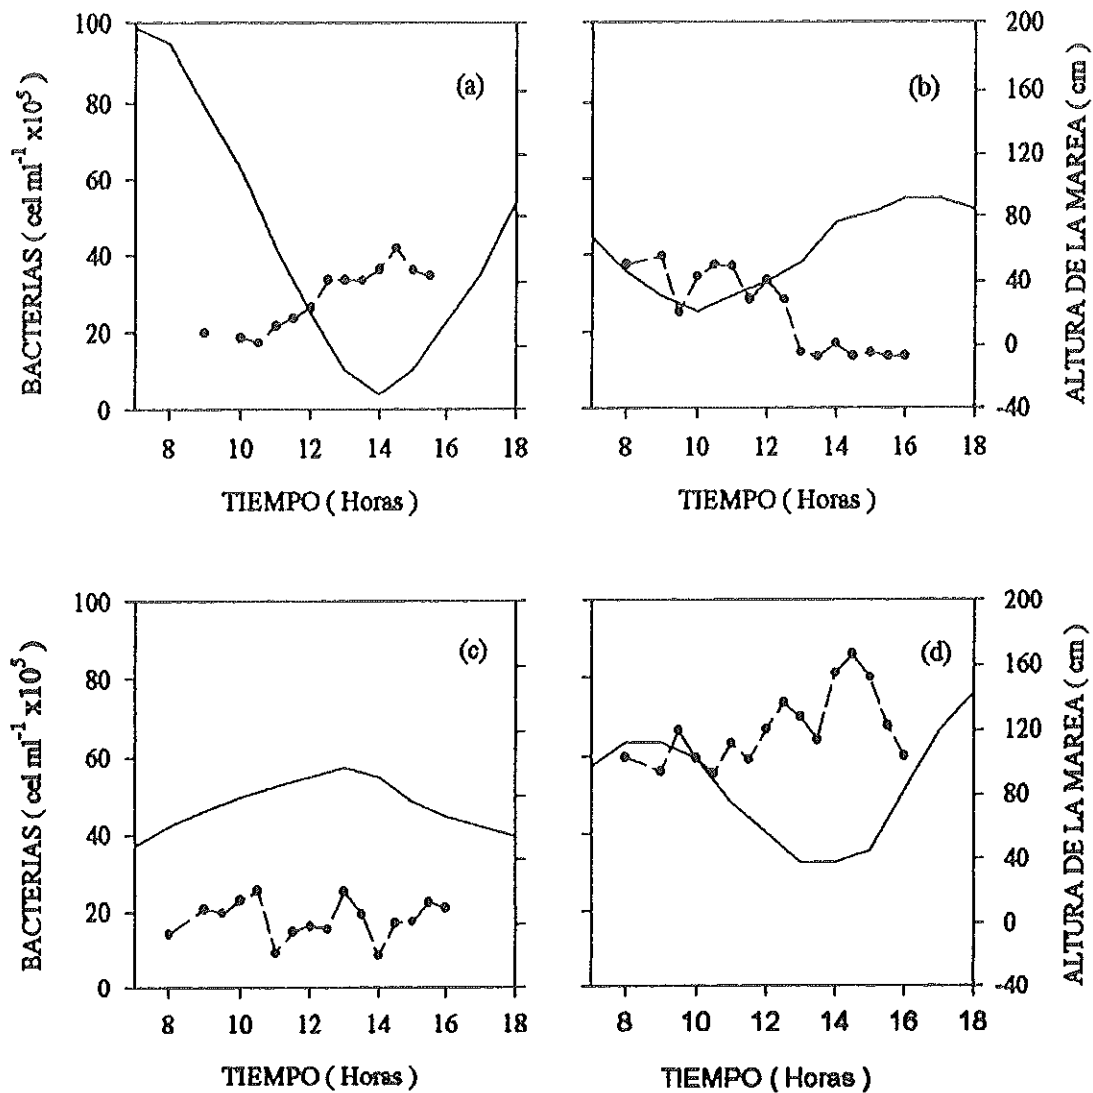 100
80
60
40
20
0
BACTERIAS ( cel ml⁻¹ x10⁵ )
(a)
8 10 12 14 16 18
TIEMPO ( Horas )
(b)
200
160
120
80
40
0
-40
ALTURA DE LA MAREA ( cm )
8 10 12 14 16 18
TIEMPO ( Horas )
100
80
60
40
20
0
BACTERIAS ( cel ml⁻¹ x10⁵ )
(c)
8 10 12 14 16 18
TIEMPO ( Horas )
(d)
200
160
120
80
40
0
-40
ALTURA DE LA MAREA ( cm )
8 10 12 14 16 18
TIEMPO ( Horas )